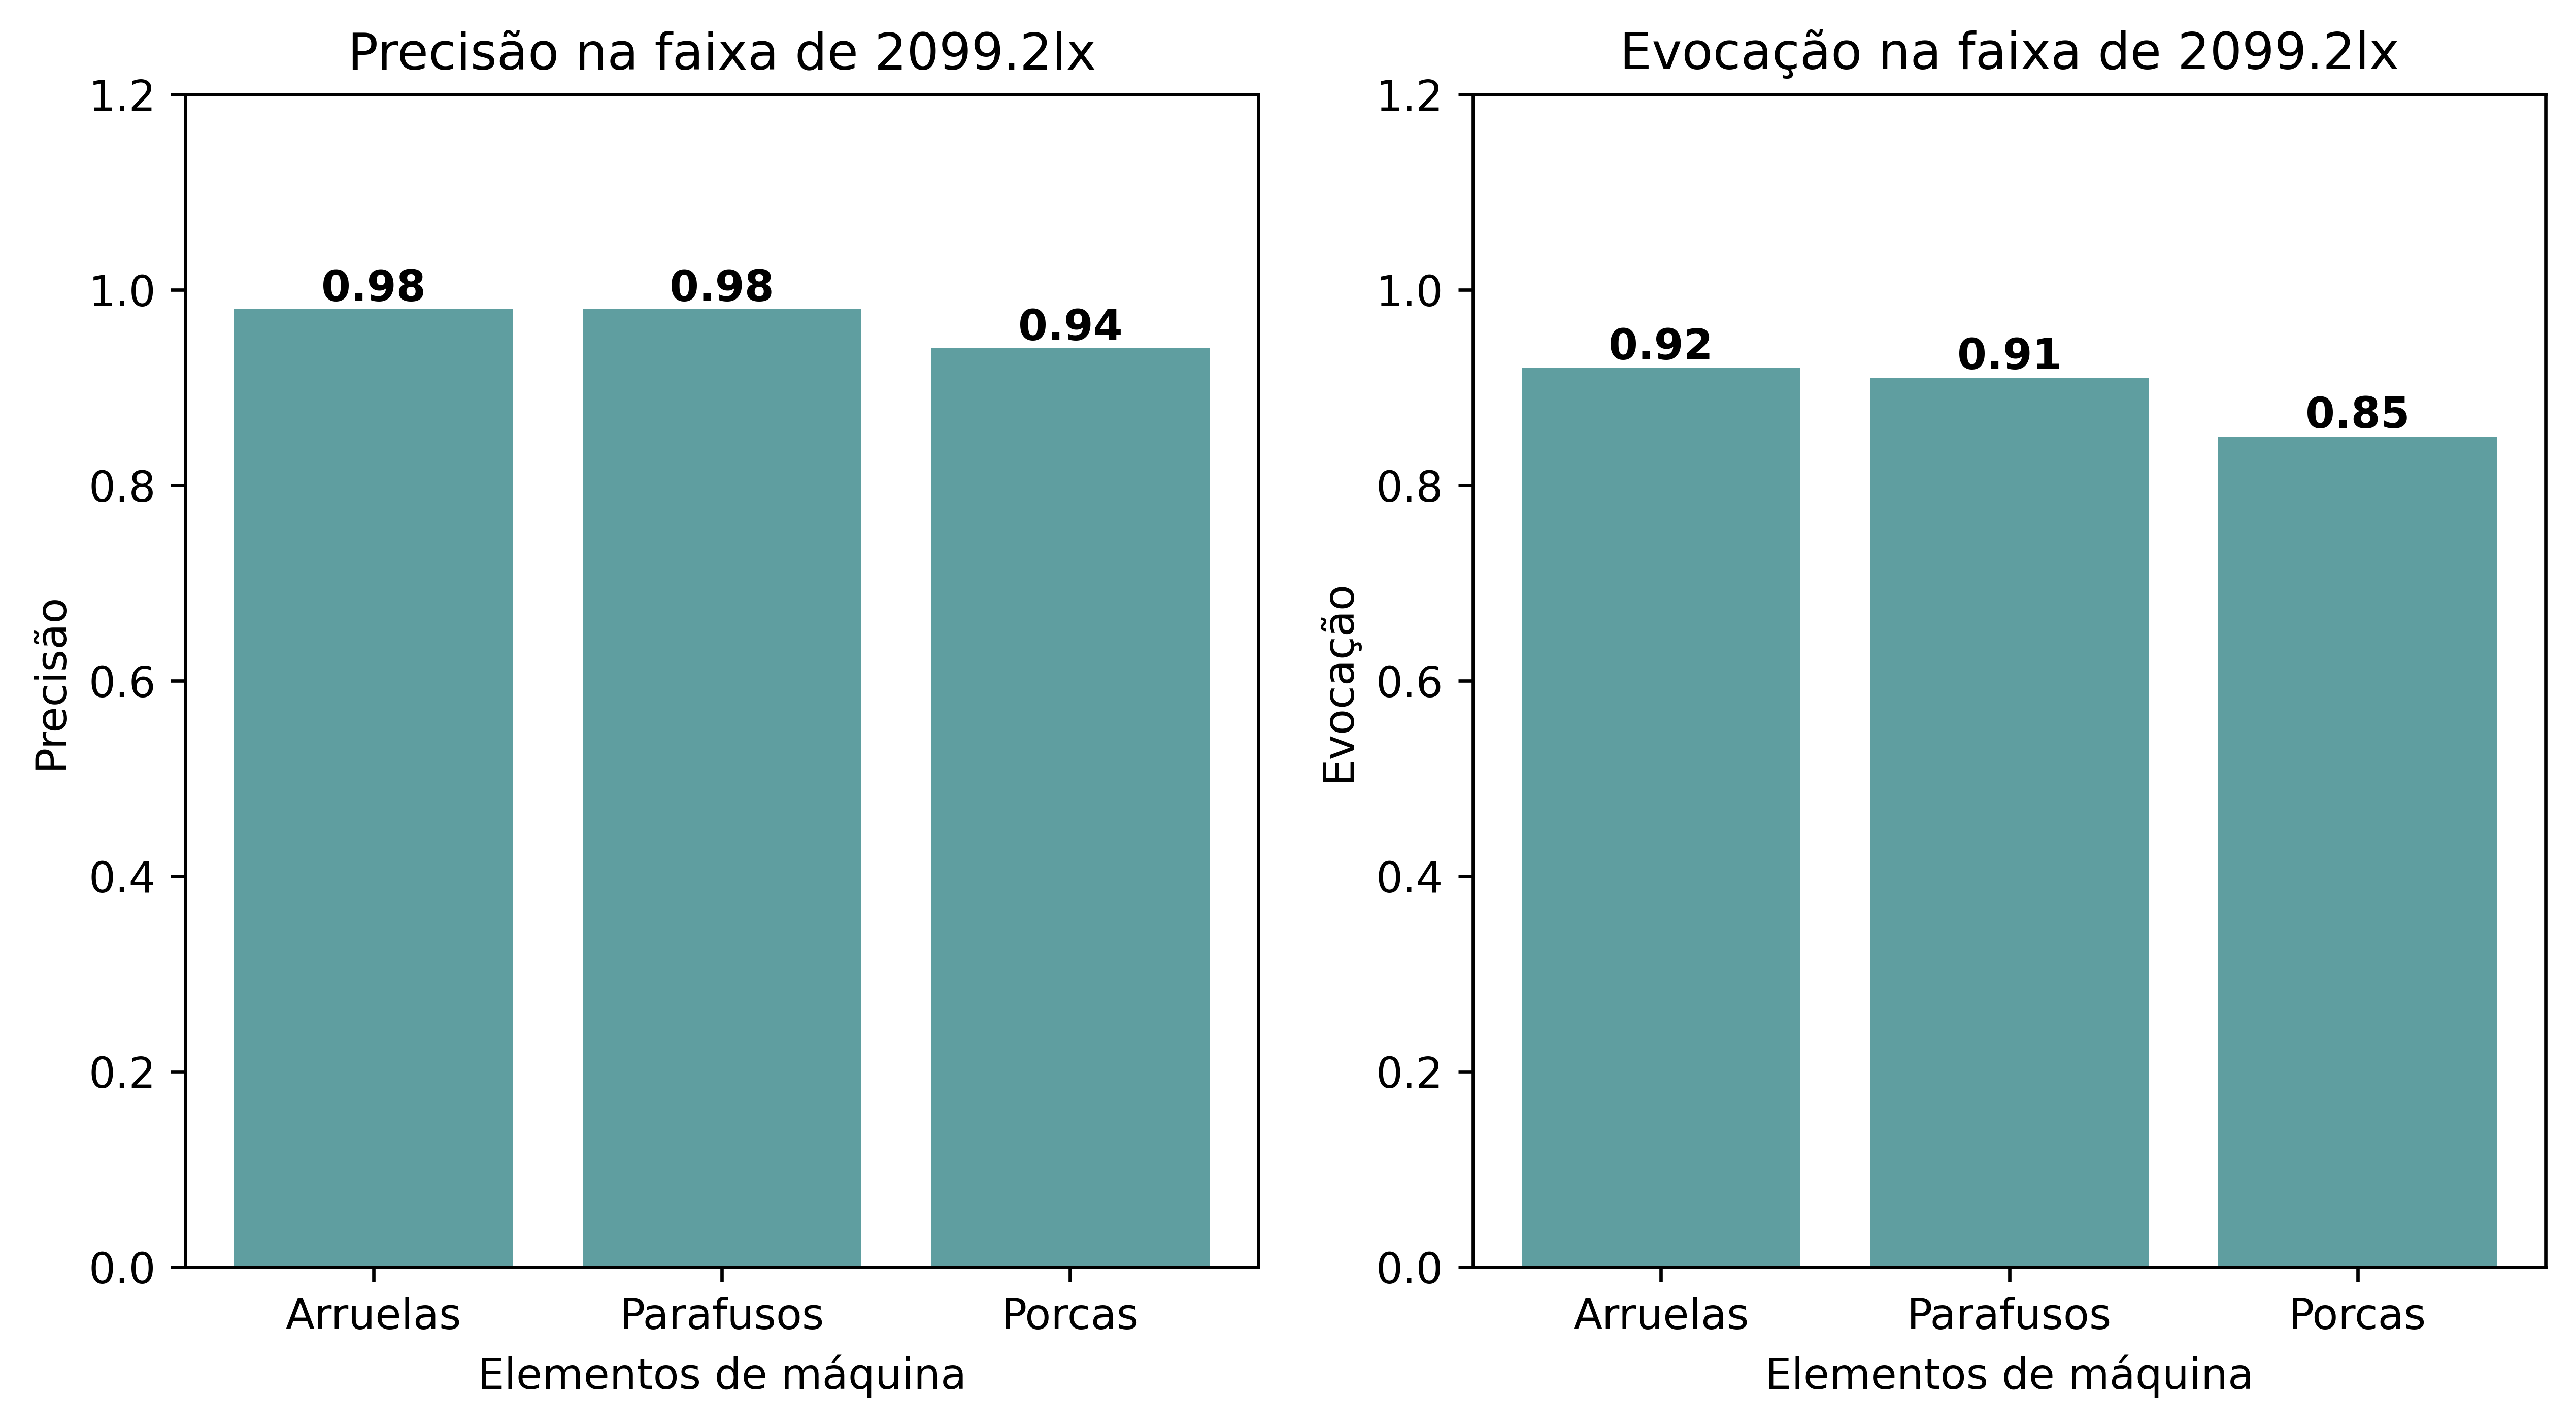 Precisão na faixa de 2099.2lx
1.2
1.0
0.8
0.6
0.4
0.2
0.0
Precisão
0.98
0.98
0.94
Arruelas
Parafusos
Porcas
Elementos de máquina
Evocação na faixa de 2099.2lx
1.2
1.0
0.8
0.6
0.4
0.2
0.0
Evocação
0.92
0.91
0.85
Arruelas
Parafusos
Porcas
Elementos de máquina